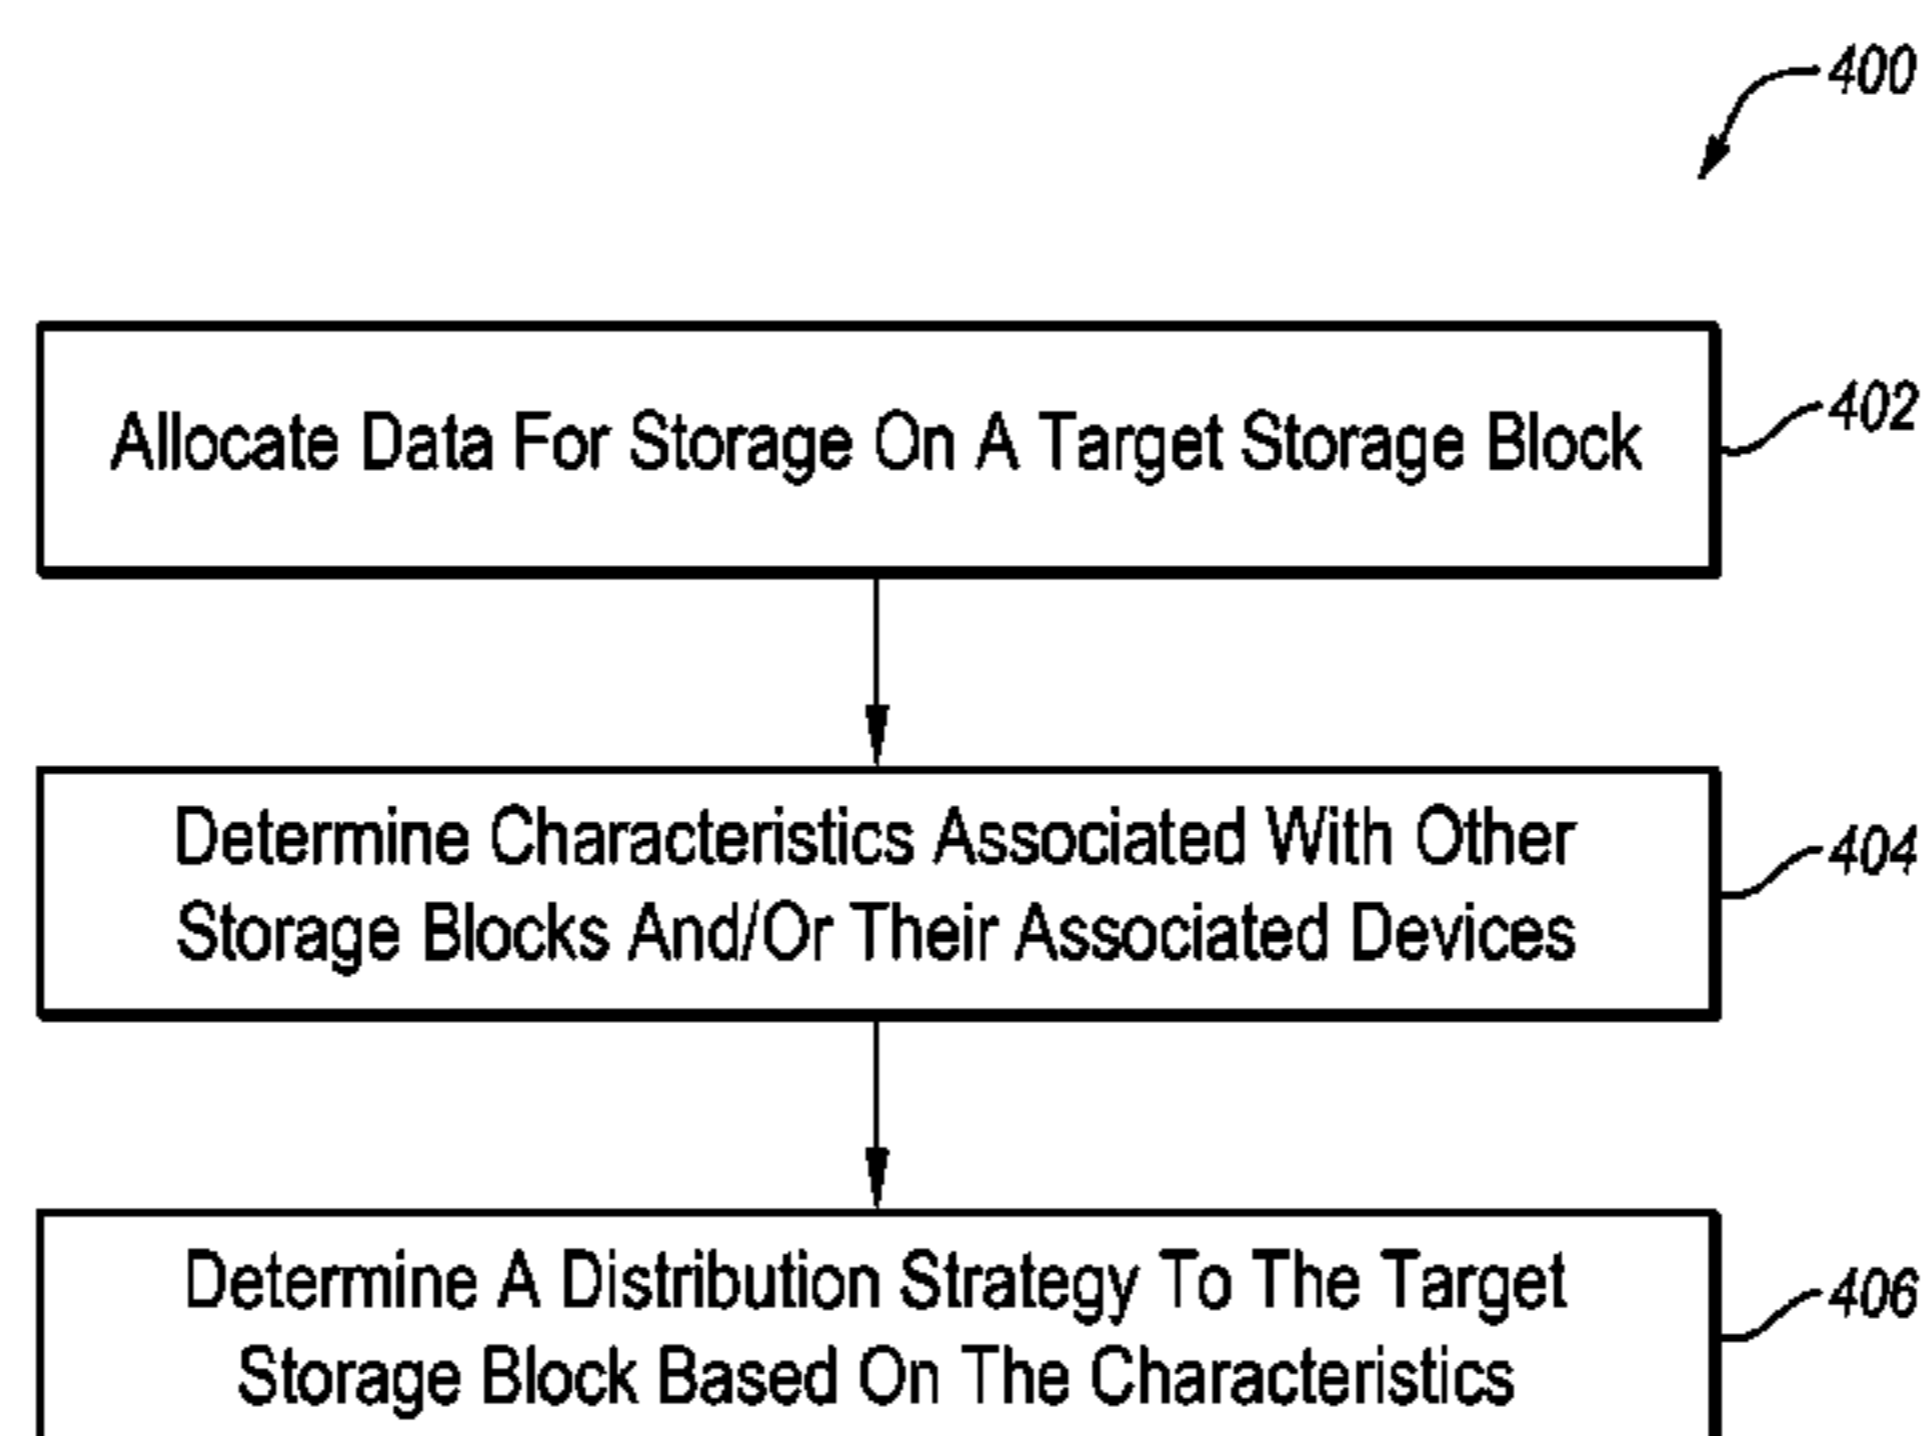 400
Allocate Data For Storage On A Target Storage Block
402
Determine Characteristics Associated With Other
Storage Blocks And/Or Their Associated Devices
404
Determine A Distribution Strategy To The Target
Storage Block Based On The Characteristics
406